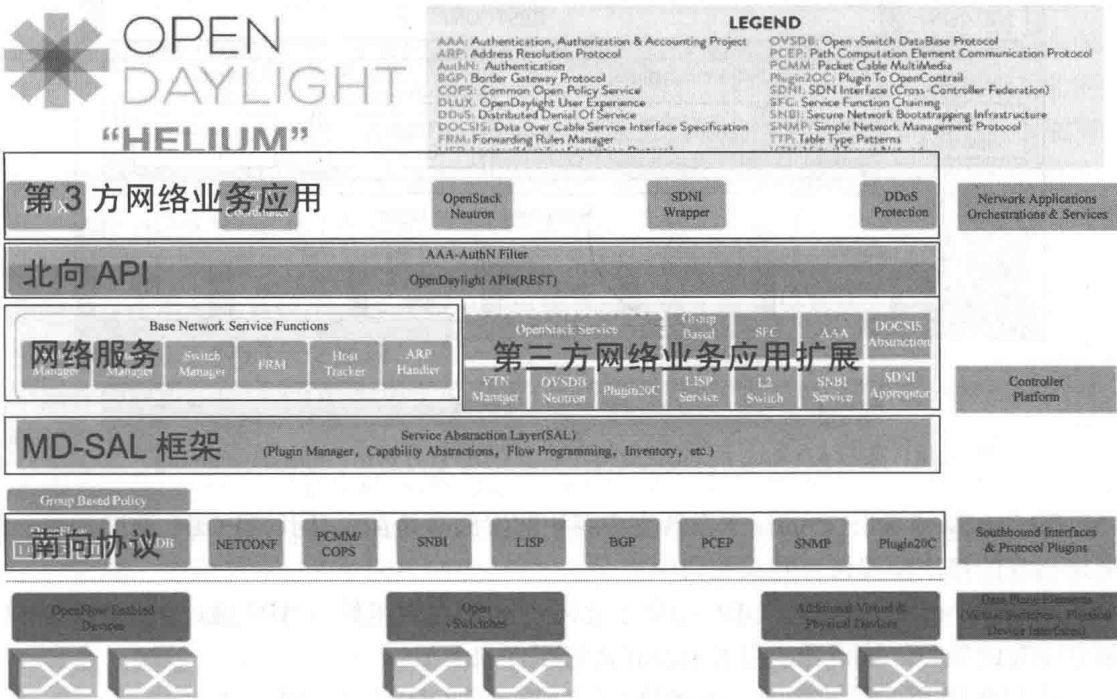 OPEN
DAYLIGHT
"HELIUM"
LEGEND
AAA: Authentication, Authorization & Accounting Project
ARP: Address Resolution Protocol
AuthN: Authentication
BGP: Border Gateway Protocol
COPS: Common Open Policy Service
DLUX: OpenDaylight User Experience
DDoS: Distributed Denial Of Service
DOCSIS: Data Over Cable Service Interface Specification
FRM: Forwarding Rules Manager
OVSDB: Open vSwitch DataBase Protocol
PCEP: Path Computation Element Communication Protocol
PCMM: Packet Cable MultiMedia
Plugin2OC: Plugin To OpenContrail
SDNI: SDN Interface (Cross-Controller Federation)
SFC: Service Function Chaining
SNBI: Secure Network Bootstrapping Infrastructure
SNMP: Simple Network Management Protocol
TTP: Table Type Patterns
第3方网络业务应用
OpenStack
Neutron
SDNI
Wrapper
DDoS
Protection
Network Applications
Orchestrations & Services
北向 API
AAA-AuthN Filter
OpenDaylight APIs(REST)
Base Network Serivice Functions
网络服务
Manager
Manager
Switch
Manager
FRM
Host
Tracker
ARP
Handler
OpenStack Service
Group
Based
SFC
AAA
DOCSIS
Absunction
第三方网络业务应用扩展
VTN
Manager
OVSDB
Neutron
Plugin20C
LISP
Service
L2
Switch
SNBI
Service
SDNI
Controller
Platform
MD-SAL 框架
Service Abstraction Layer(SAL)
(Plugin Manager, Capability Abstractions, Flow Programming, Inventory, etc.)
Group Based Policy
南向协议
NETCONF
PCMM/
COPS
SNBI
LISP
BGP
PCEP
SNMP
Plugin20C
Southbound Interfaces
& Protocol Plugins
OpenFlow Enabled
Devices
Open
vSwitches
Additional Virtual &
Physical Devices
Data Plane Elements
(Virtual Switches, Physical
Device Interfaces)